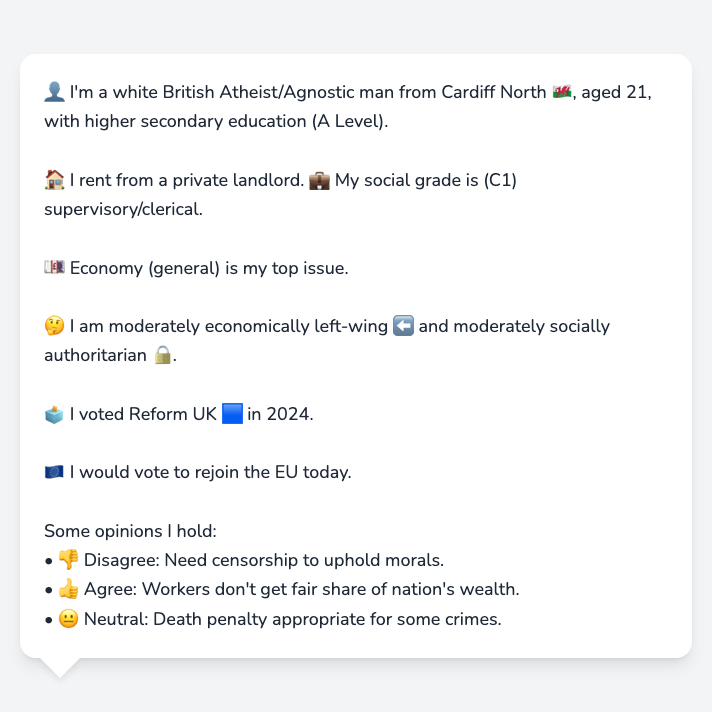 👤 I'm a white British Atheist/Agnostic man from Cardiff North 🏴󠁧󠁢󠁷󠁬󠁳󠁿, aged 21,
with higher secondary education (A Level).
🏠 I rent from a private landlord. 💼 My social grade is (C1)
supervisory/clerical.
💷 Economy (general) is my top issue.
🤔 I am moderately economically left-wing ⬅️ and moderately socially
authoritarian 🔒.
🗳️ I voted Reform UK 🟦 in 2024.
🇪🇺 I would vote to rejoin the EU today.
Some opinions I hold:
• 👎 Disagree: Need censorship to uphold morals.
• 👍 Agree: Workers don't get fair share of nation's wealth.
• 😐 Neutral: Death penalty appropriate for some crimes.